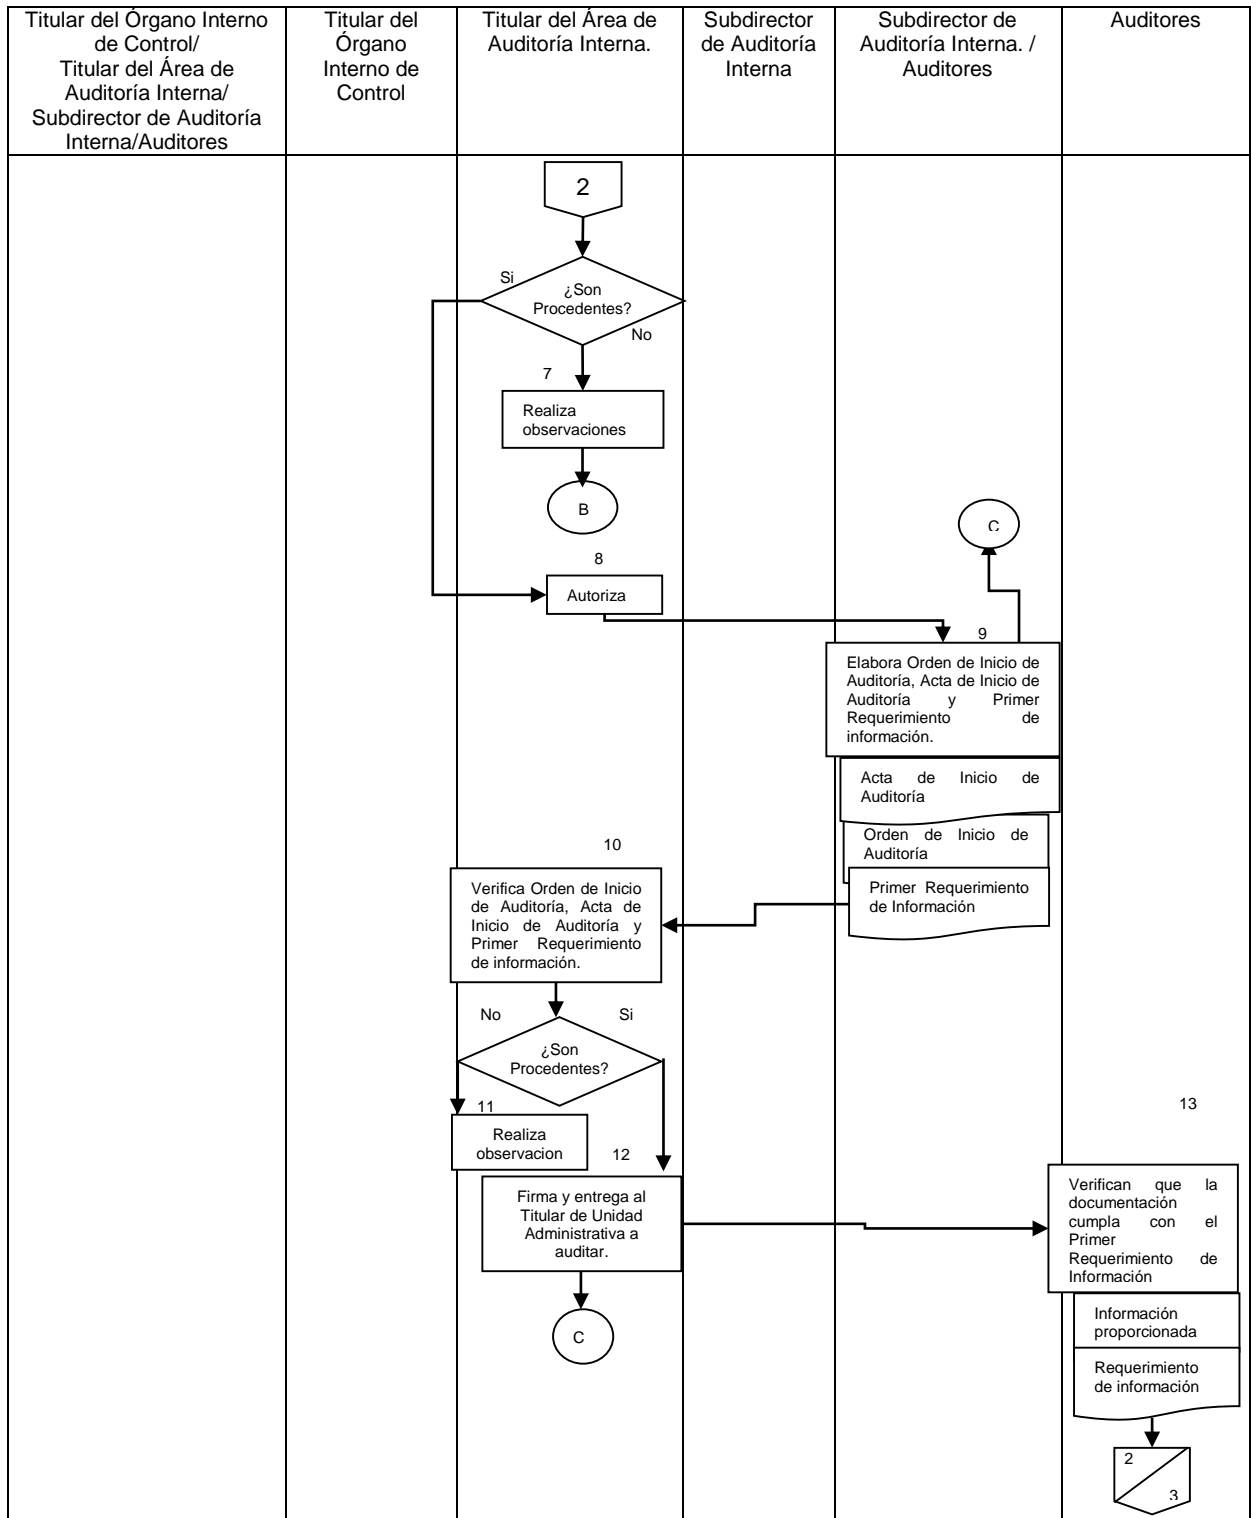 Titular del Órgano Interno
de Control/
Titular del Área de
Auditoría Interna/
Subdirector de Auditoría
Interna/Auditores
Titular del
Órgano
Interno de
Control
Titular del Área de
Auditoría Interna.
Subdirector
de Auditoría
Interna
Subdirector de
Auditoría Interna. /
Auditores
Auditores
2
Si
¿Son
Procedentes?
No
7
Realiza
observaciones
B
C
8
Autoriza
9
Elabora Orden de Inicio de
Auditoría, Acta de Inicio de
Auditoría y Primer
Requerimiento de
información.
Acta de Inicio de
Auditoría
Orden de Inicio de
Auditoría
Primer Requerimiento
de Información
10
Verifica Orden de Inicio
de Auditoría, Acta de
Inicio de Auditoría y
Primer Requerimiento
de información.
No
Si
¿Son
Procedentes?
11
Realiza
observacion
12
Firma y entrega al
Titular de Unidad
Administrativa a
auditar.
C
13
Verifican que la
documentación
cumpla con el
Primer
Requerimiento de
Información
Información
proporcionada
Requerimiento
de información
2
3